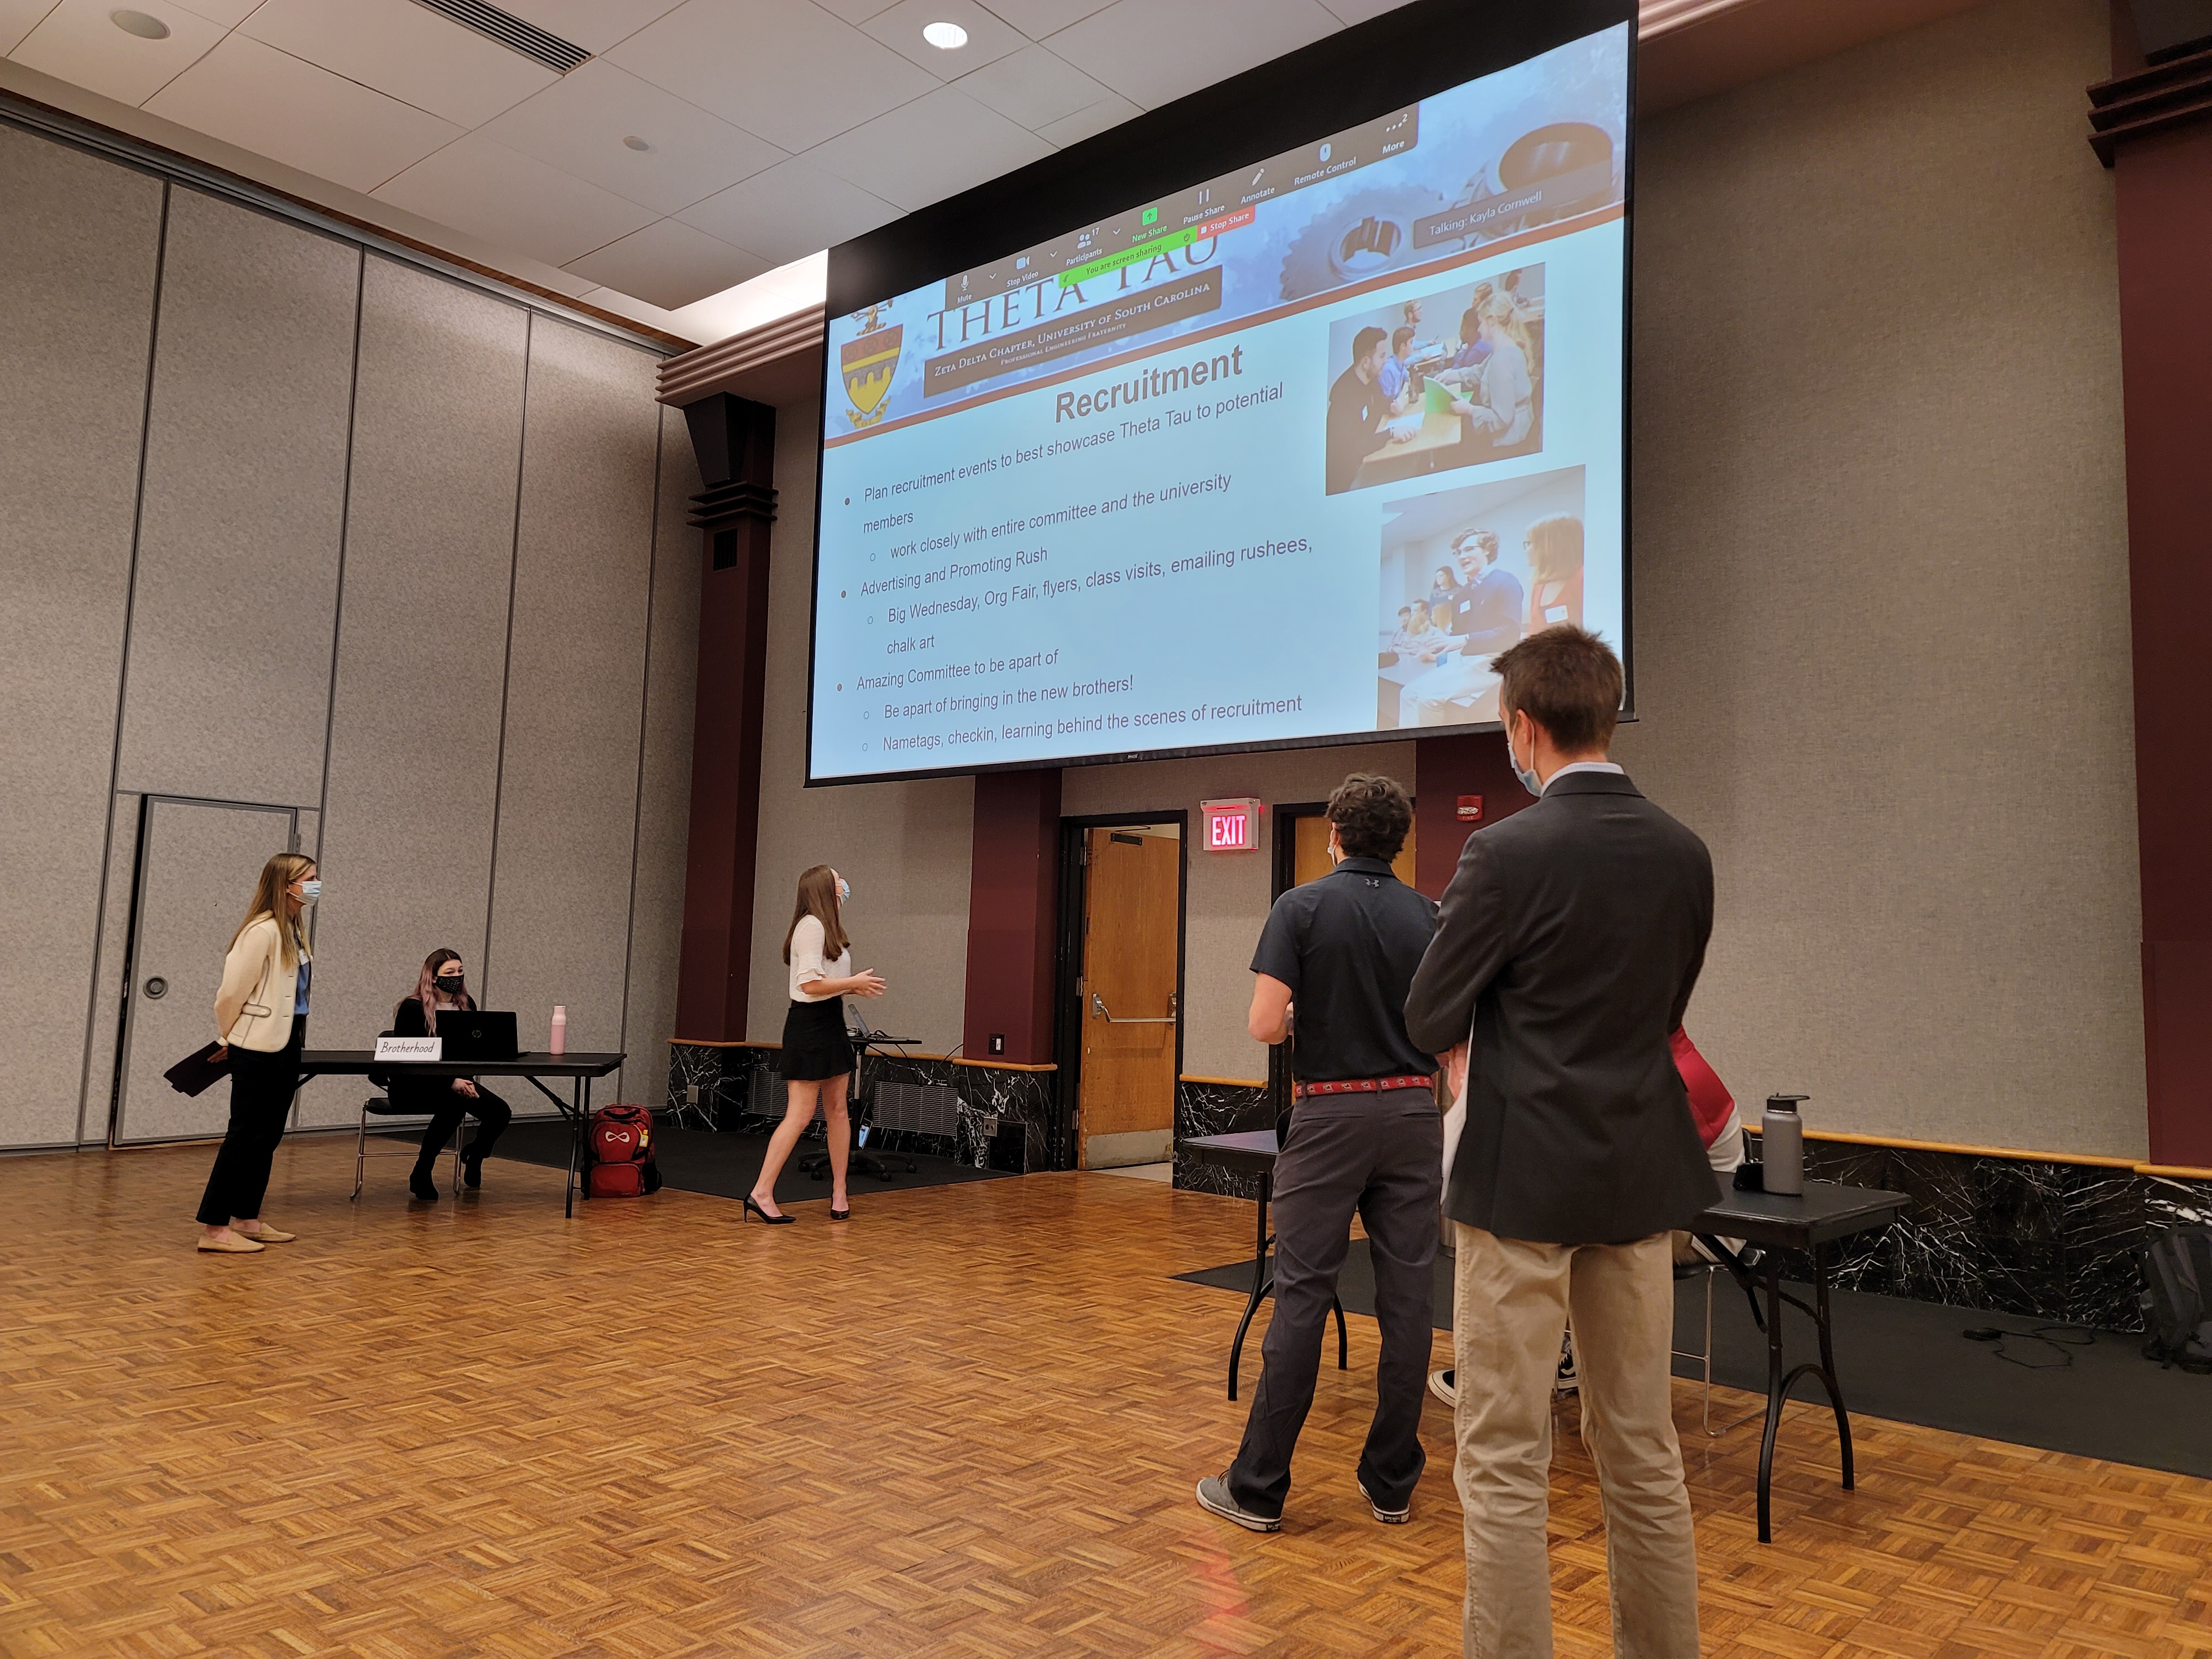 2
More
Remote Control
Annotate
Pause Share
New Share
17
Participants
Stop Video
Mute
You are screen sharing
Stop Share
Talking: Kayla Cornwell
THETA TAU
ZETA DELTA CHAPTER, UNIVERSITY OF SOUTH CAROLINA
PROFESSIONAL ENGINEERING FRATERNITY
Recruitment
Plan recruitment events to best showcase Theta Tau to potential
members
work closely with entire committee and the university
Advertising and Promoting Rush
Big Wednesday, Org Fair, flyers, class visits, emailing rushees,
chalk art
Amazing Committee to be apart of
Be apart of bringing in the new brothers!
Nametags, checkin, learning behind the scenes of recruitment
EXIT
Brotherhood
hp